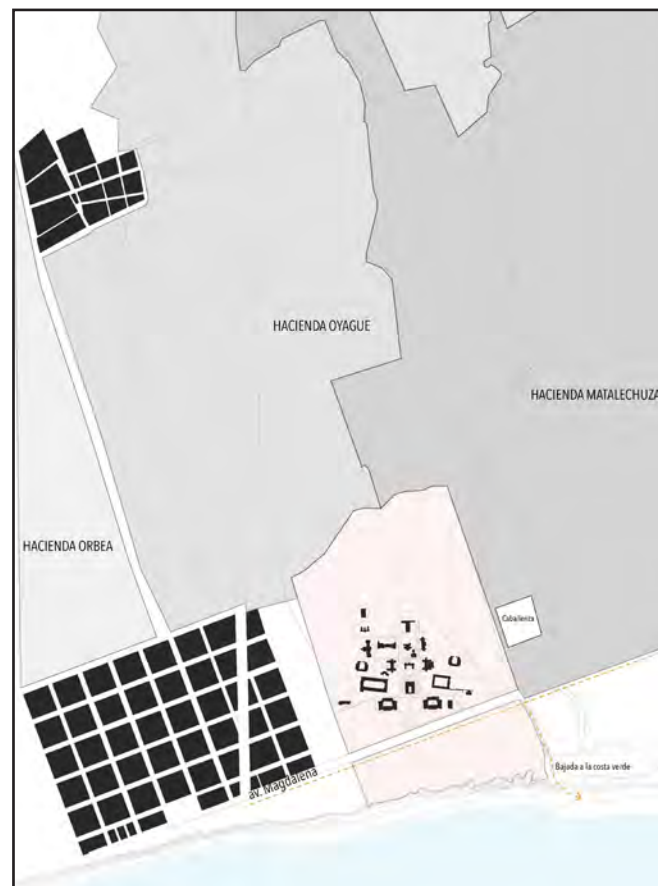 HACIENDA OYAGUE
HACIENDA MATALECHUZA
HACIENDA ORBEA
Caballeriza
av. Magdalena
Bajada a la costa verde